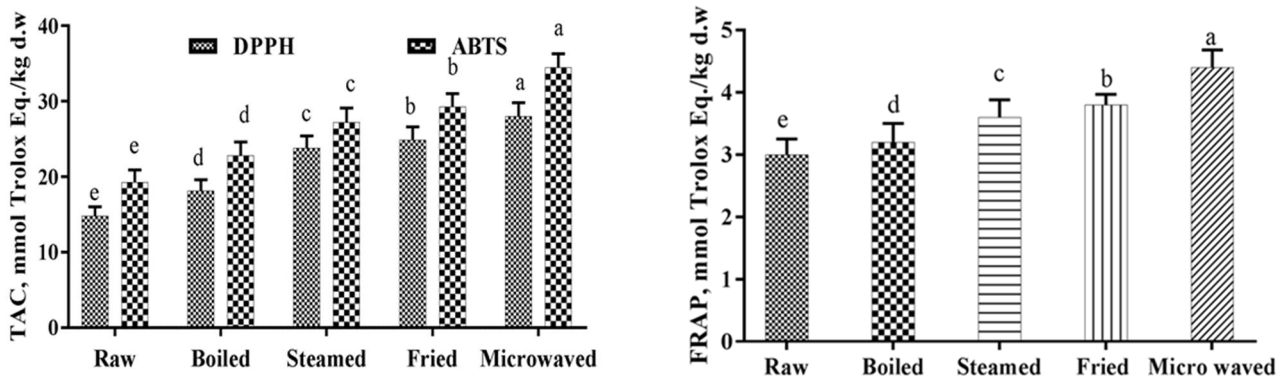 TAC, mmol Trolox Eq./kg d.w
40
30
20
10
0
DPPH ABTS
e e d d c c b b a a
Raw Boiled Steamed Fried Microwaved
FRAP, mmol Trolox Eq./kg d.w
5
4
3
2
1
0
e d c b a
Raw Boiled Steamed Fried Micro waved